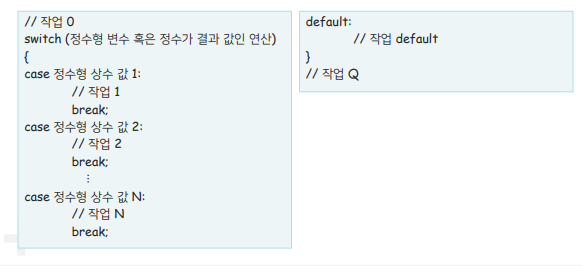 // 작업 0
switch (정수형 변수 혹은 정수가 결과 값인 연산)
{
case 정수형 상수 값 1:
// 작업 1
break;
case 정수형 상수 값 2:
// 작업 2
break;
⋮
case 정수형 상수 값 N:
// 작업 N
break;
default:
// 작업 default
}
// 작업 Q